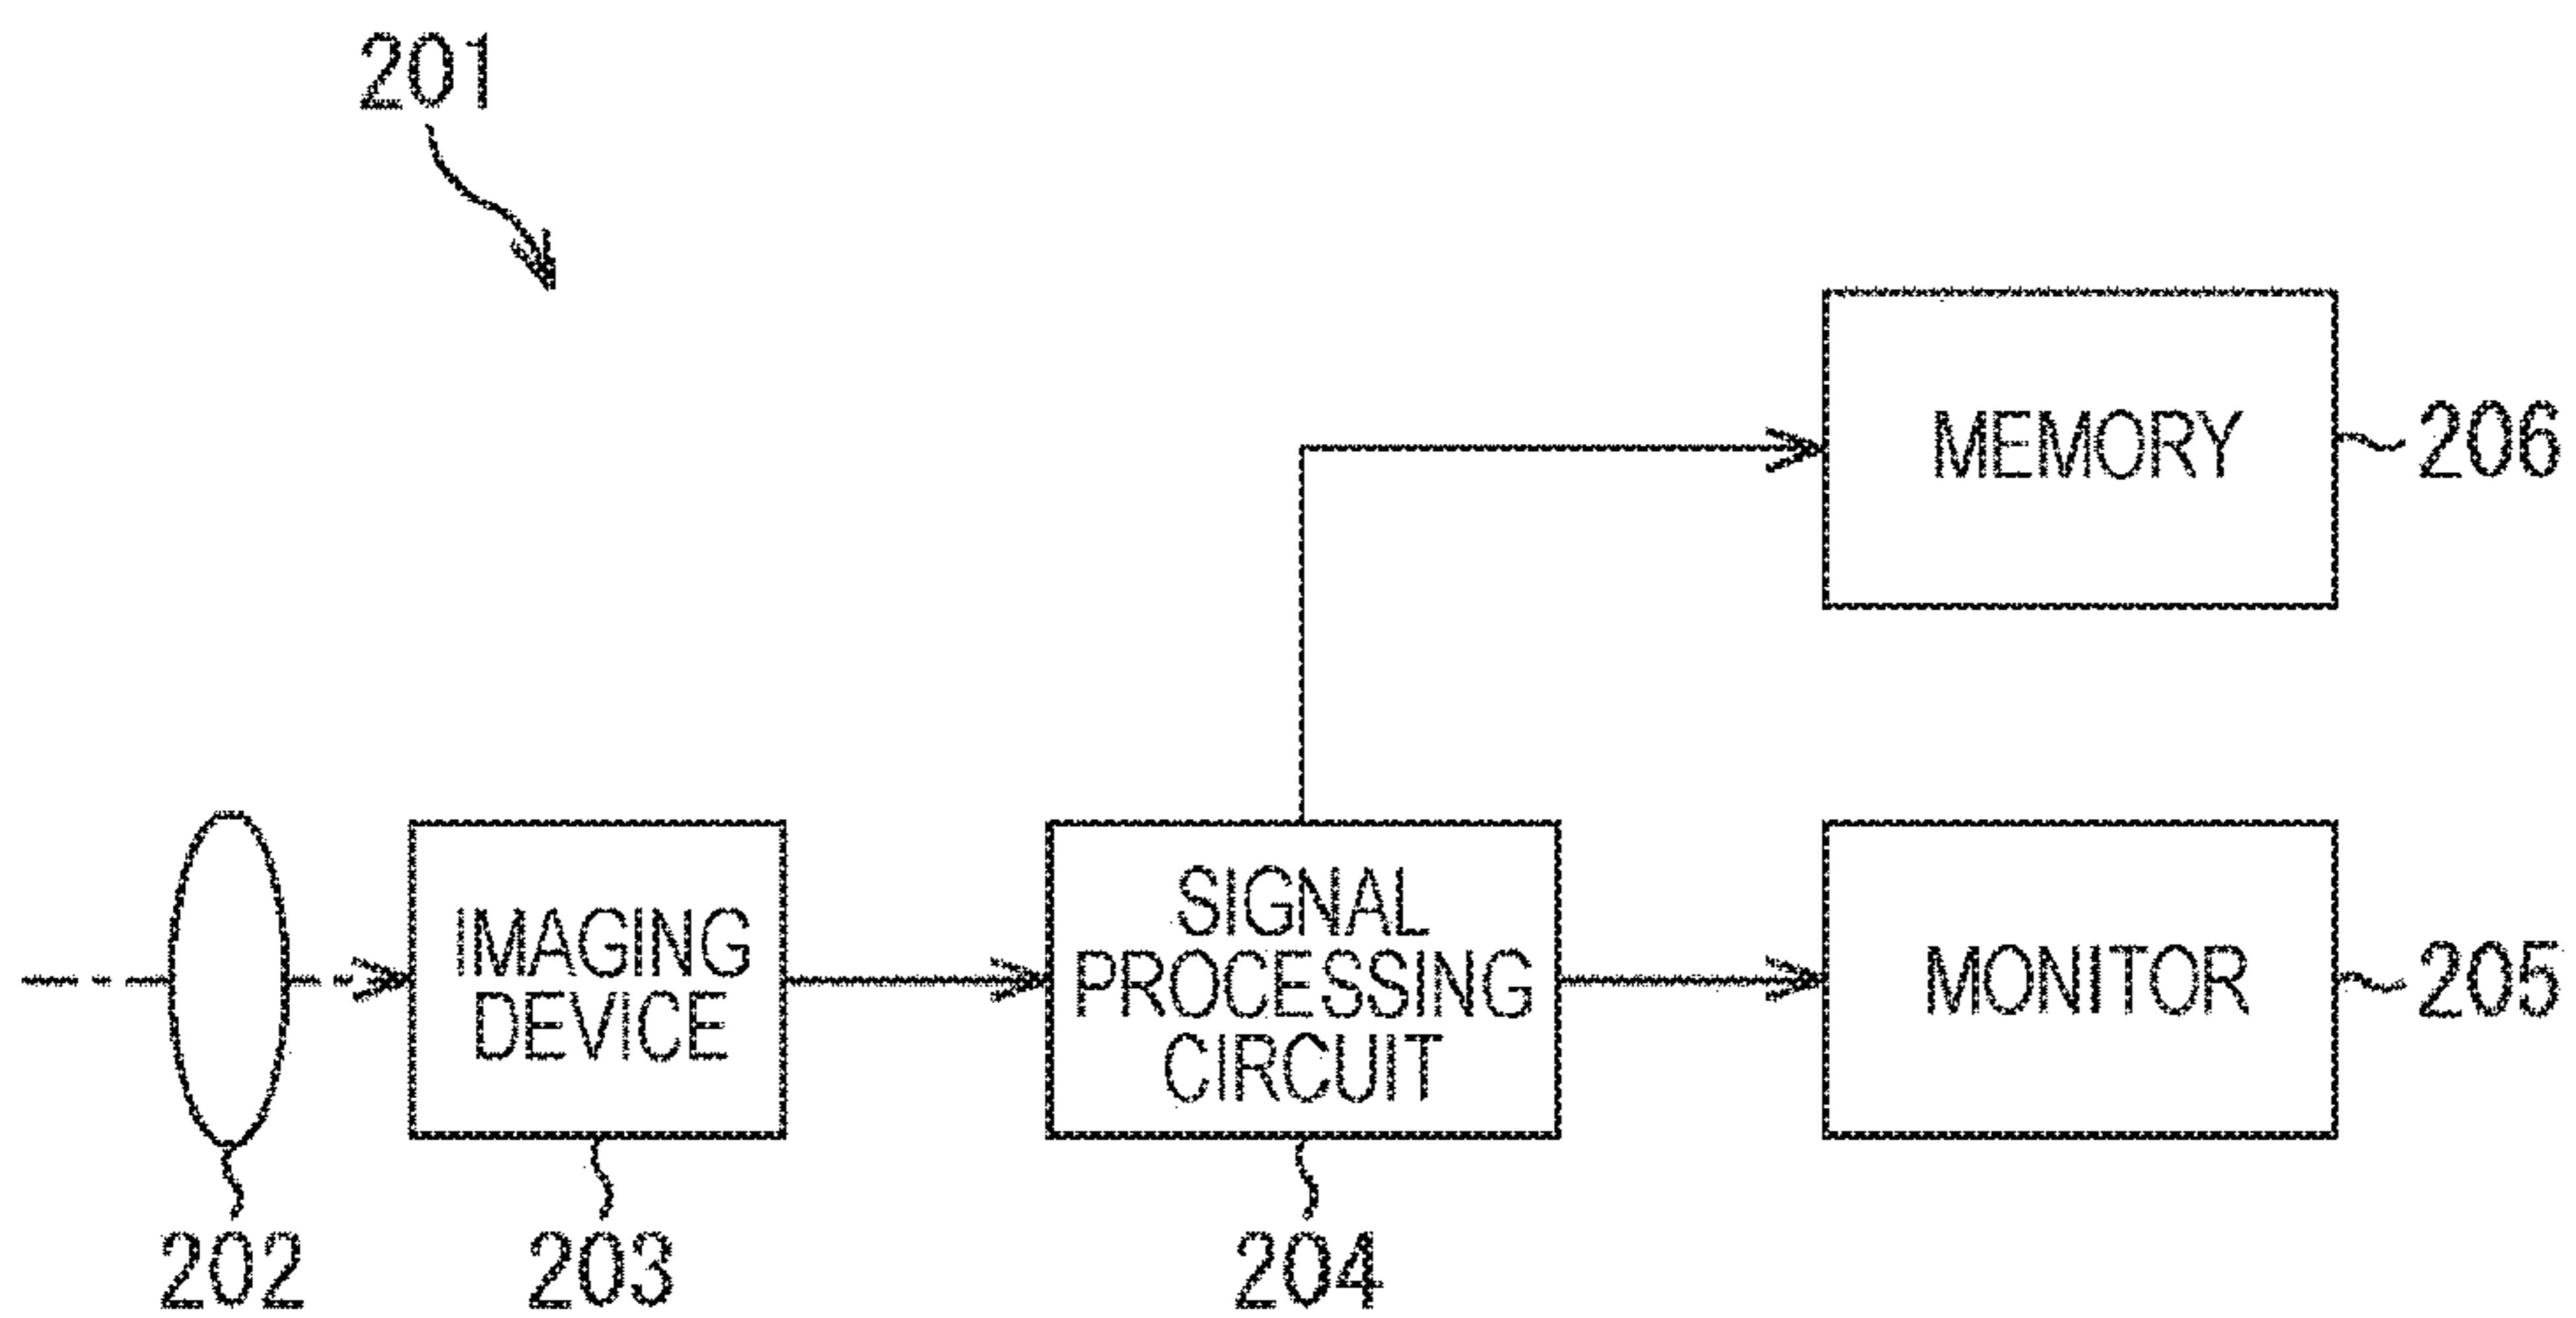 201
MEMORY
206
IMAGING
DEVICE
SIGNAL
PROCESSING
CIRCUIT
MONITOR
205
202
203
204